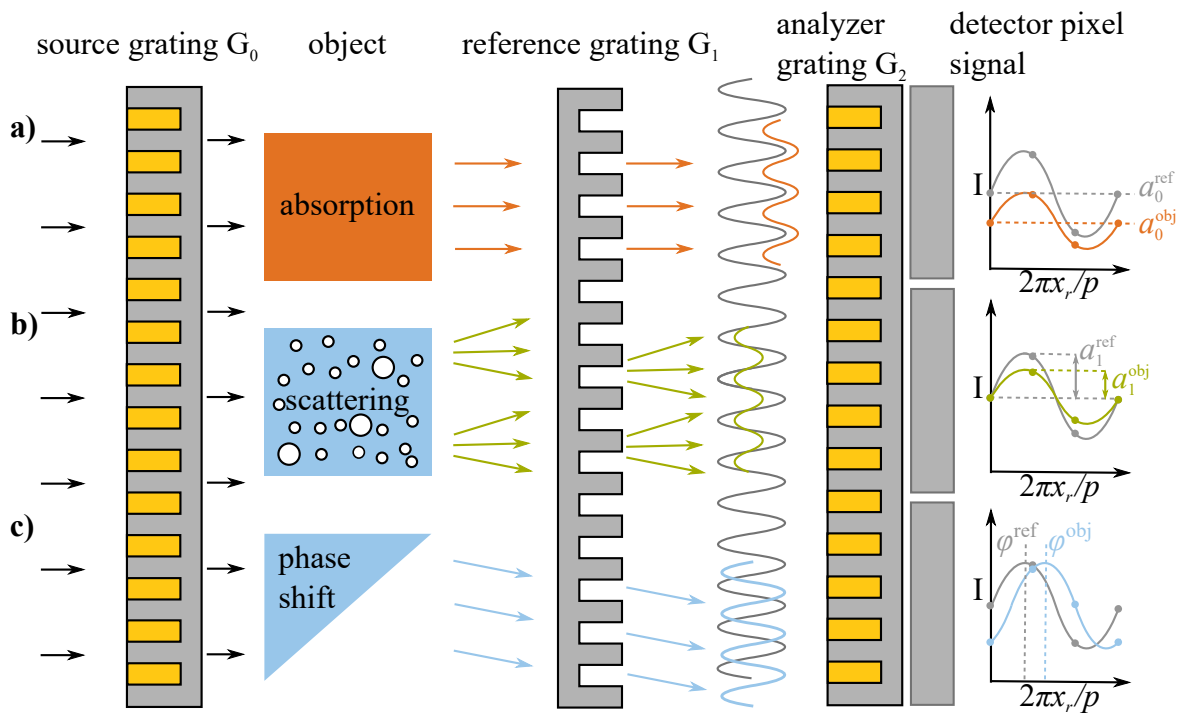 source grating G₀
object
reference grating G₁
analyzer
grating G₂
detector pixel
signal
a)
absorption
I
a₀ʳᵉᶠ
a₀ᵒᵇʲ
2πxᵣ/p
b)
scattering
I
a₁ʳᵉᶠ
a₁ᵒᵇʲ
2πxᵣ/p
c)
phase
shift
φʳᵉᶠ
φᵒᵇʲ
I
2πxᵣ/p